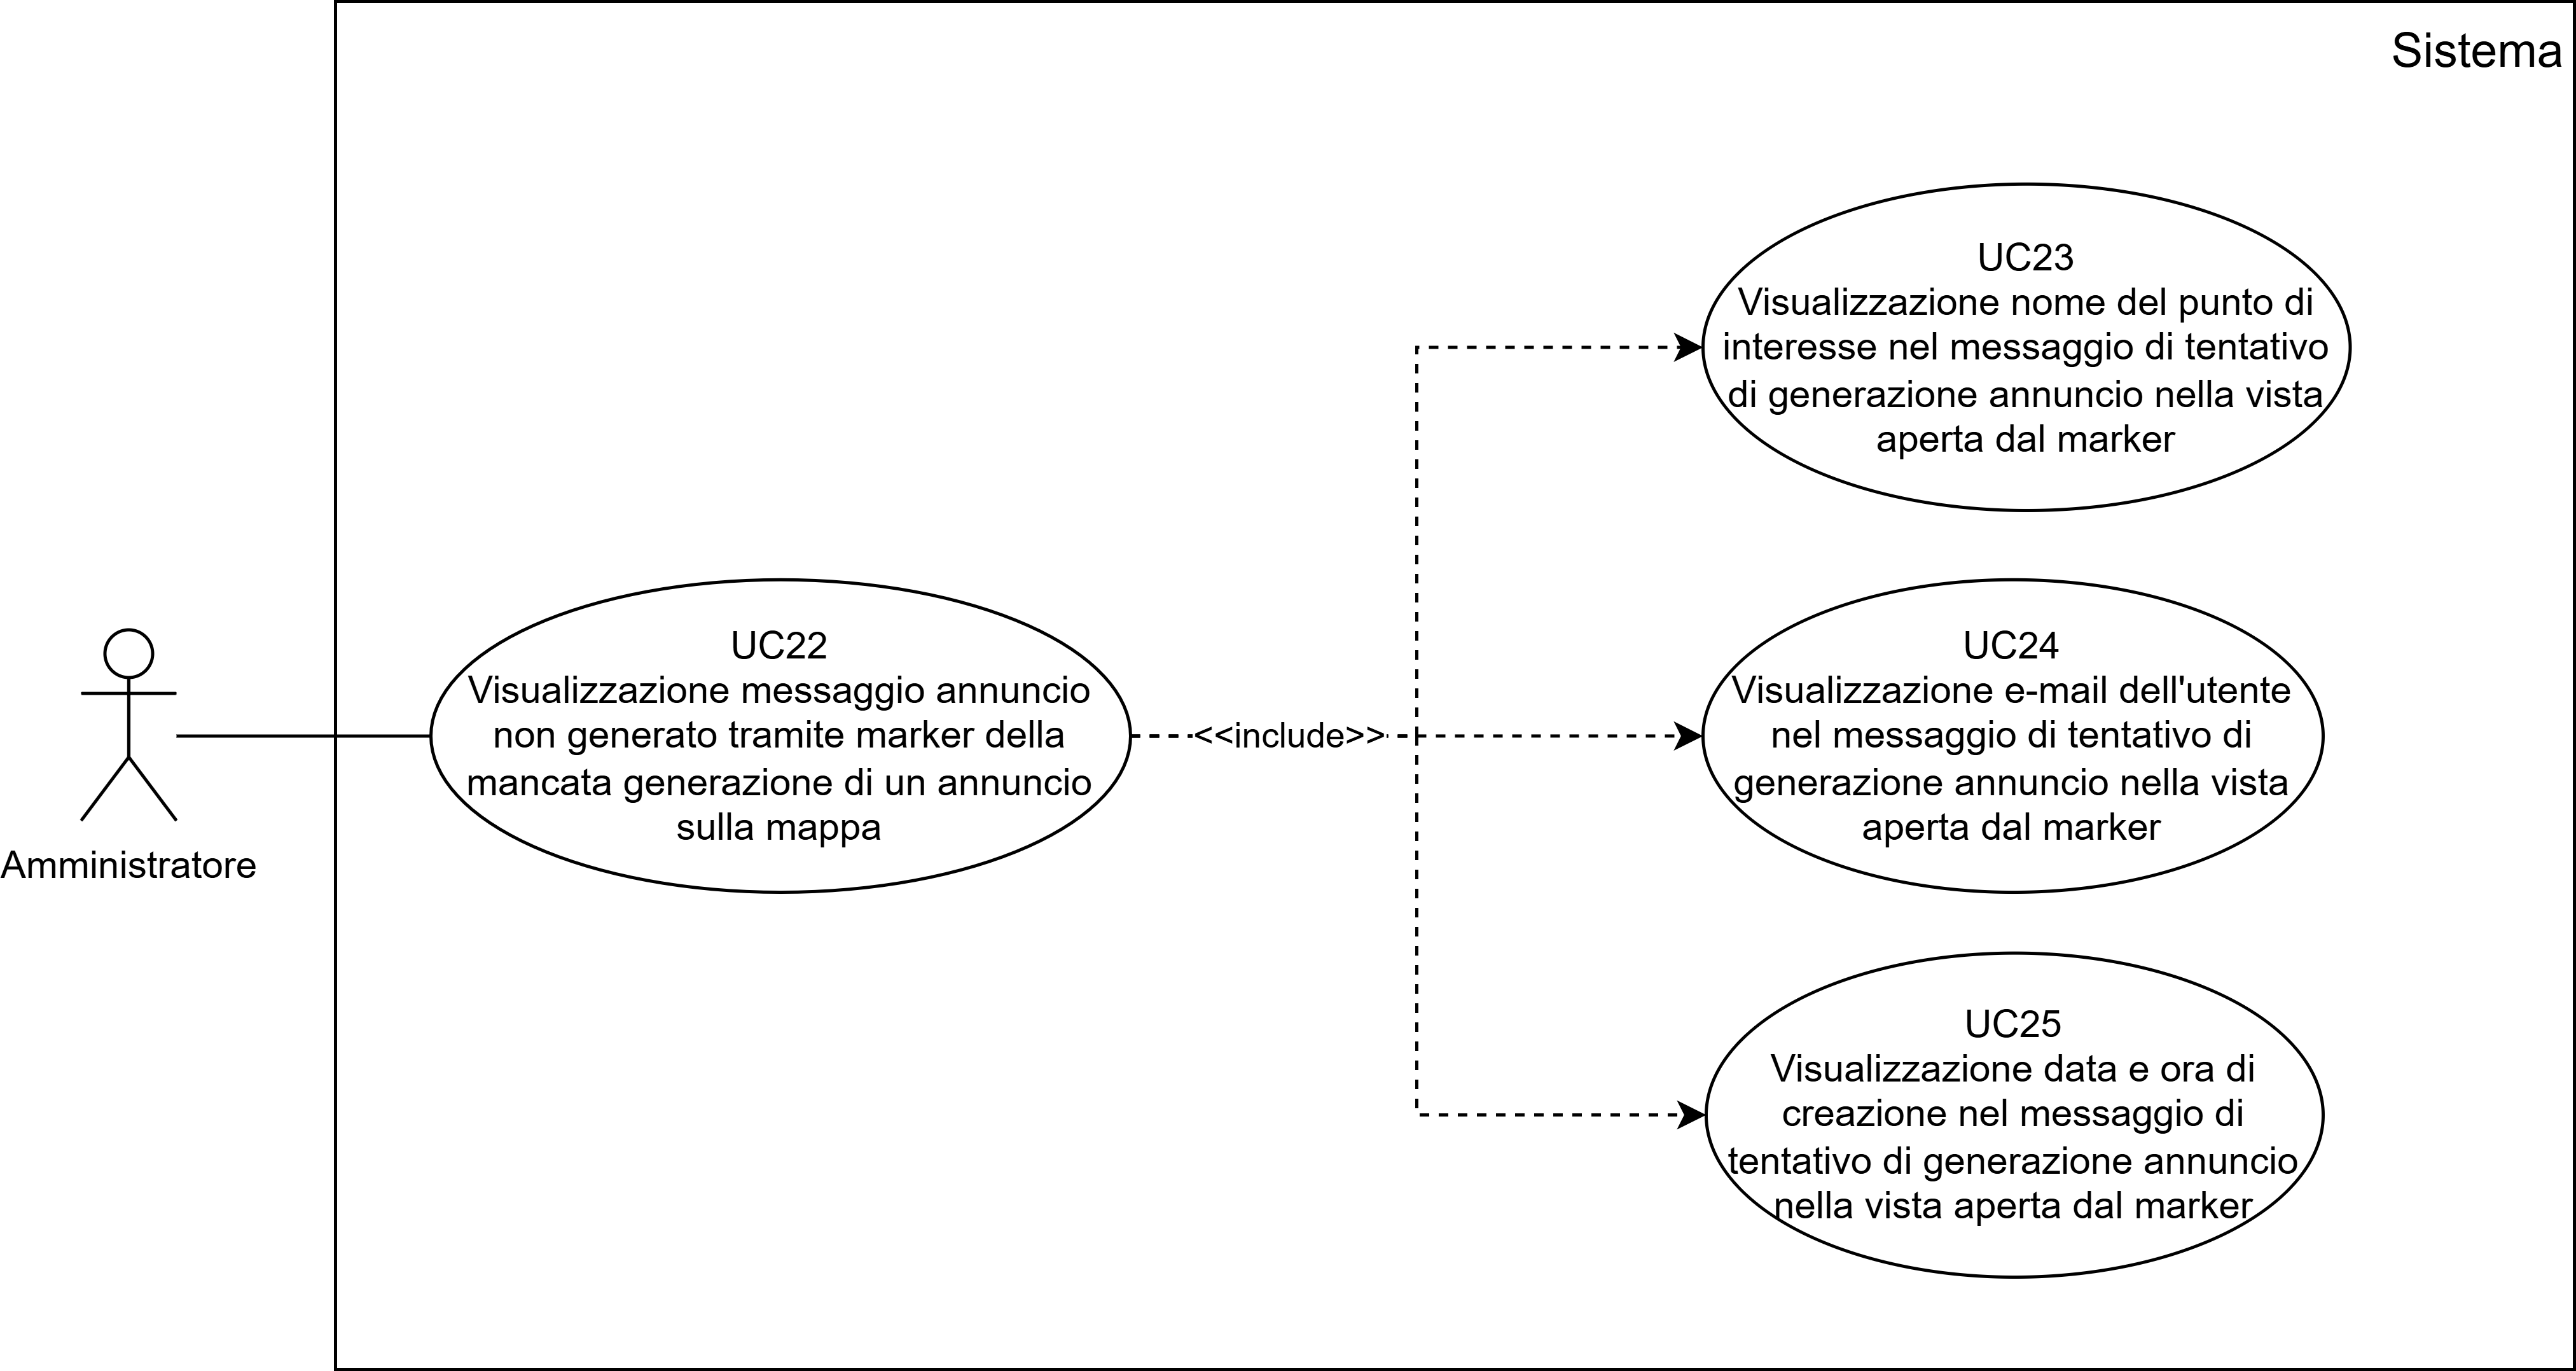 Sistema
UC23
Visualizzazione nome del punto di
interesse nel messaggio di tentativo
di generazione annuncio nella vista
aperta dal marker
UC22
Visualizzazione messaggio annuncio
non generato tramite marker della
mancata generazione di un annuncio
sulla mappa
<<include>>
UC24
Visualizzazione e-mail dell'utente
nel messaggio di tentativo di
generazione annuncio nella vista
aperta dal marker
Amministratore
UC25
Visualizzazione data e ora di
creazione nel messaggio di
tentativo di generazione annuncio
nella vista aperta dal marker